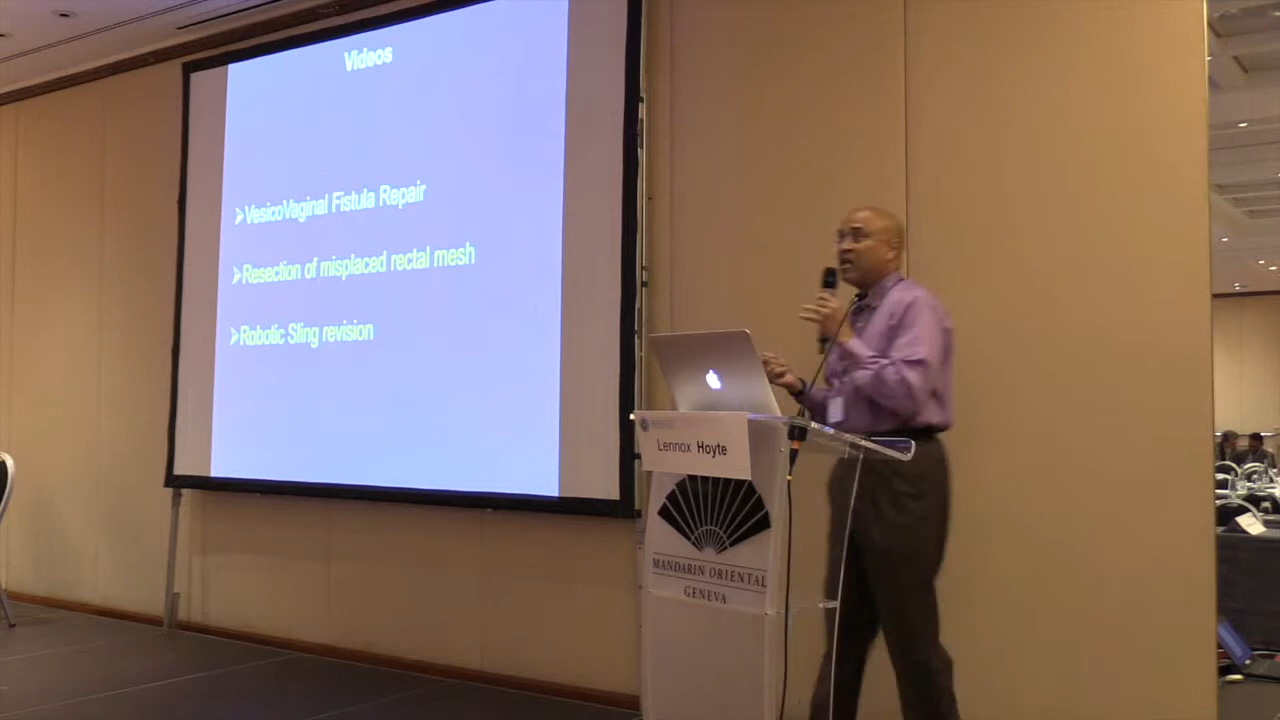 Videos
➢VesicoVaginal Fistula Repair
➢Resection of misplaced rectal mesh
➢Robotic Sling revision
Lennox Hoyte
MANDARIN ORIENTAL
GENEVA